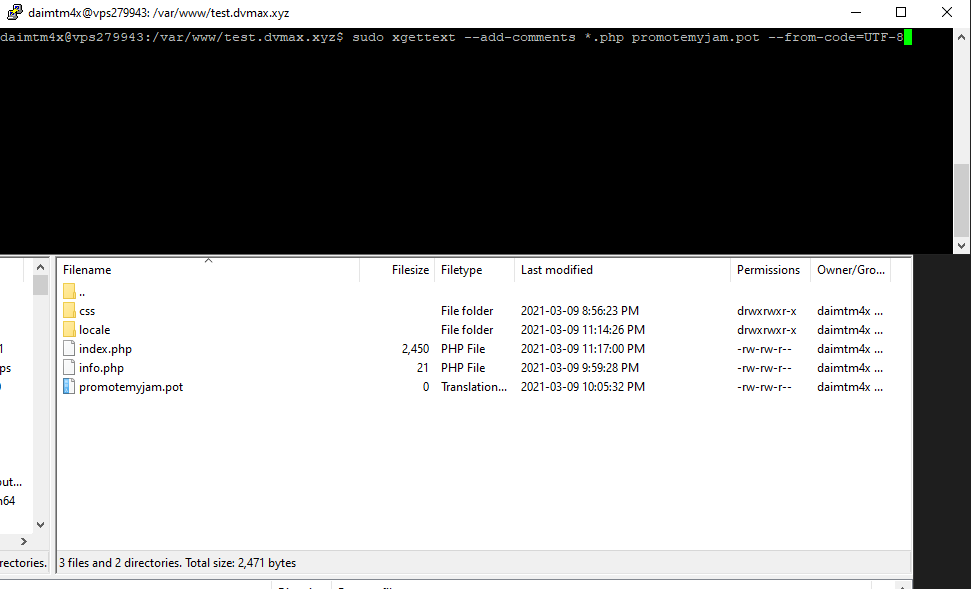 daimtm4x@vps279943: /var/www/test.dvmax.xyz
daimtm4x@vps279943:/var/www/test.dvmax.xyz$ sudo xgettext --add-comments *.php promotemyjam.pot --from-code=UTF-8
Filename Filesize Filetype Last modified Permissions Owner/Gro...
..
css File folder 2021-03-09 8:56:23 PM drwxrwxr-x daimtm4x ...
locale File folder 2021-03-09 11:14:26 PM drwxrwxr-x daimtm4x ...
1 index.php 2,450 PHP File 2021-03-09 11:17:00 PM -rw-rw-r-- daimtm4x ...
ps info.php 21 PHP File 2021-03-09 9:59:28 PM -rw-rw-r-- daimtm4x ...
promotemyjam.pot 0 Translation... 2021-03-09 10:05:32 PM -rw-rw-r-- daimtm4x ...
out...
64
rectories. 3 files and 2 directories. Total size: 2,471 bytes